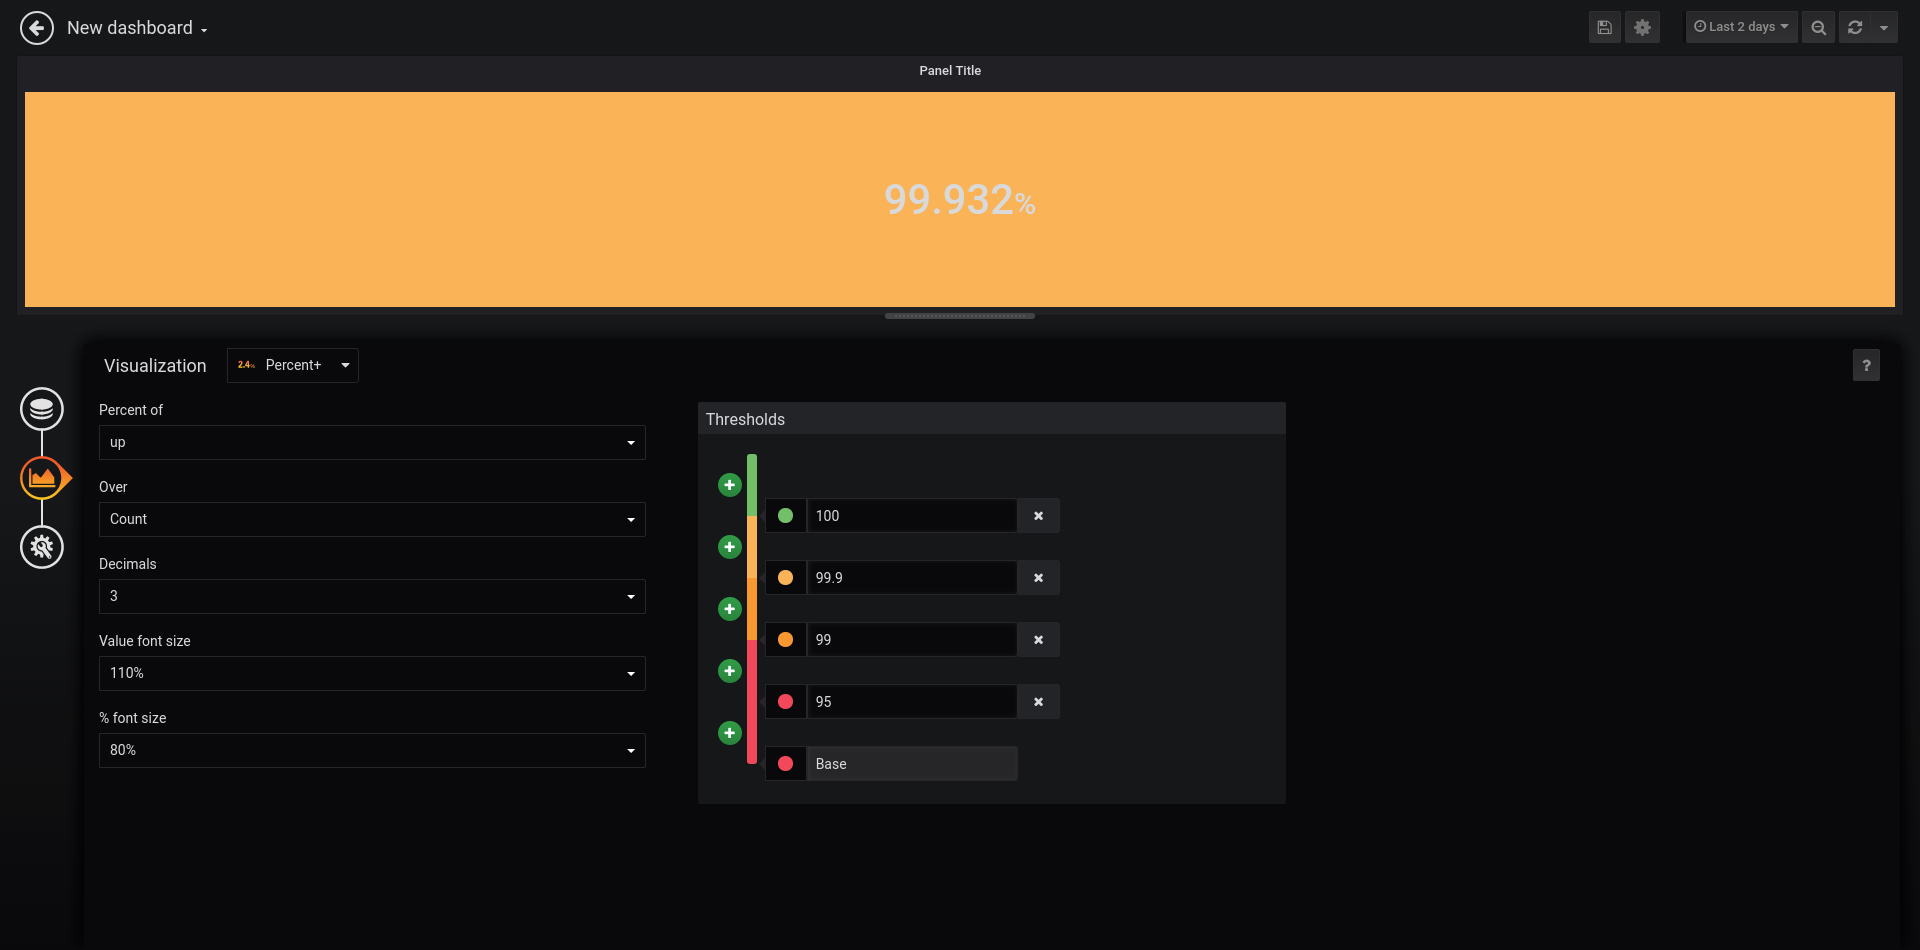 New dashboard
Last 2 days
Panel Title
99.932%
Visualization
2.4% Percent+
?
Percent of
up
Over
Count
Decimals
3
Value font size
110%
% font size
80%
Thresholds
100
99.9
99
95
Base